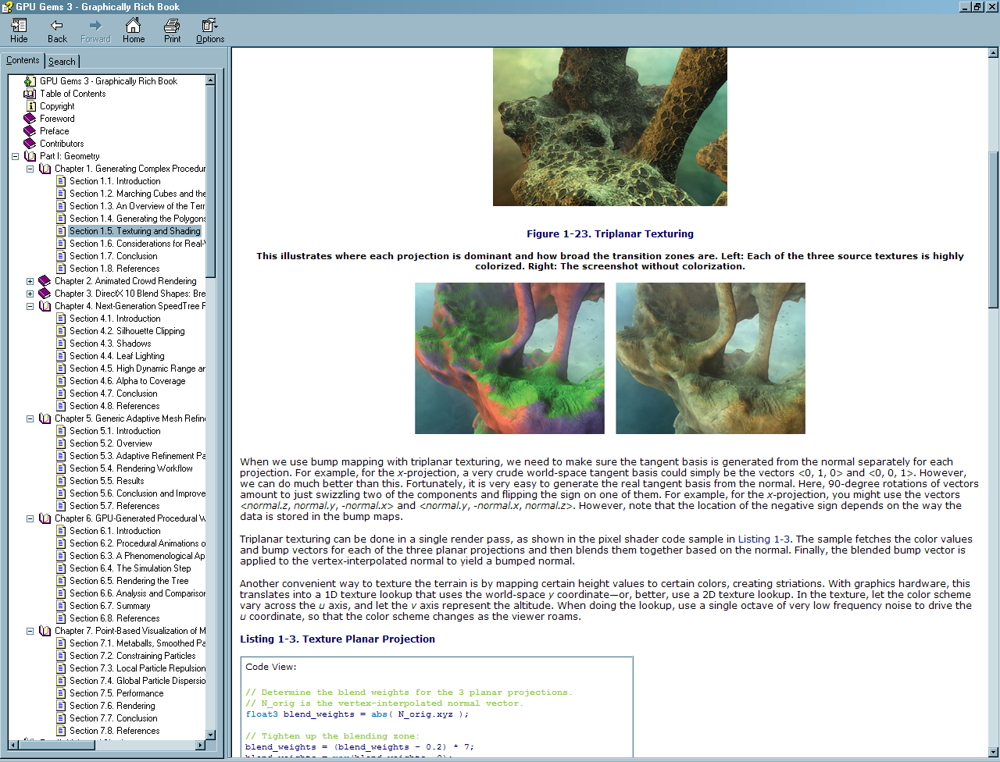 GPU Gems 3 - Graphically Rich Book
Hide
Back
Forward
Home
Print
Options
Contents
Search
GPU Gems 3 - Graphically Rich Book
Table of Contents
Copyright
Foreword
Preface
Contributors
Part I: Geometry
Chapter 1. Generating Complex Procedur
Section 1.1. Introduction
Section 1.2. Marching Cubes and the
Section 1.3. An Overview of the Terr
Section 1.4. Generating the Polygons
Section 1.5. Texturing and Shading
Section 1.6. Considerations for Real-
Section 1.7. Conclusion
Section 1.8. References
Chapter 2. Animated Crowd Rendering
Chapter 3. DirectX 10 Blend Shapes: Bre
Chapter 4. Next-Generation SpeedTree
Section 4.1. Introduction
Section 4.2. Silhouette Clipping
Section 4.3. Shadows
Section 4.4. Leaf Lighting
Section 4.5. High Dynamic Range ar
Section 4.6. Alpha to Coverage
Section 4.7. Conclusion
Section 4.8. References
Chapter 5. Generic Adaptive Mesh Refin
Section 5.1. Introduction
Section 5.2. Overview
Section 5.3. Adaptive Refinement Pa
Section 5.4. Rendering Workflow
Section 5.5. Results
Section 5.6. Conclusion and Improve
Section 5.7. References
Chapter 6. GPU-Generated Procedural W
Section 6.1. Introduction
Section 6.2. Procedural Animations o
Section 6.3. A Phenomenological Ap
Section 6.4. The Simulation Step
Section 6.5. Rendering the Tree
Section 6.6. Analysis and Comparisor
Section 6.7. Summary
Section 6.8. References
Chapter 7. Point-Based Visualization of M
Section 7.1. Metaballs, Smoothed Pa
Section 7.2. Constraining Particles
Section 7.3. Local Particle Repulsion
Section 7.4. Global Particle Dispersio
Section 7.5. Performance
Section 7.6. Rendering
Section 7.7. Conclusion
Section 7.8. References
Figure 1-23. Triplanar Texturing
This illustrates where each projection is dominant and how broad the transition zones are. Left: Each of the three source textures is highly
colorized. Right: The screenshot without colorization.
When we use bump mapping with triplanar texturing, we need to make sure the tangent basis is generated from the normal separately for each
projection. For example, for the x-projection, a very crude world-space tangent basis could simply be the vectors <0, 1, 0> and <0, 0, 1>. However,
we can do much better than this. Fortunately, it is very easy to generate the real tangent basis from the normal. Here, 90-degree rotations of vectors
amount to just swizzling two of the components and flipping the sign on one of them. For example, for the x-projection, you might use the vectors
<normal.z, normal.y, -normal.x> and <normal.y, -normal.x, normal.z>. However, note that the location of the negative sign depends on the way the
data is stored in the bump maps.
Triplanar texturing can be done in a single render pass, as shown in the pixel shader code sample in Listing 1-3. The sample fetches the color values
and bump vectors for each of the three planar projections and then blends them together based on the normal. Finally, the blended bump vector is
applied to the vertex-interpolated normal to yield a bumped normal.
Another convenient way to texture the terrain is by mapping certain height values to certain colors, creating striations. With graphics hardware, this
translates into a 1D texture lookup that uses the world-space y coordinate—or, better, use a 2D texture lookup. In the texture, let the color scheme
vary across the u axis, and let the v axis represent the altitude. When doing the lookup, use a single octave of very low frequency noise to drive the
u coordinate, so that the color scheme changes as the viewer roams.
Listing 1-3. Texture Planar Projection
Code View:
// Determine the blend weights for the 3 planar projections.
// N_orig is the vertex-interpolated normal vector.
float3 blend_weights = abs( N_orig.xyz );
// Tighten up the blending zone:
blend_weights = (blend_weights - 0.2) * 7;